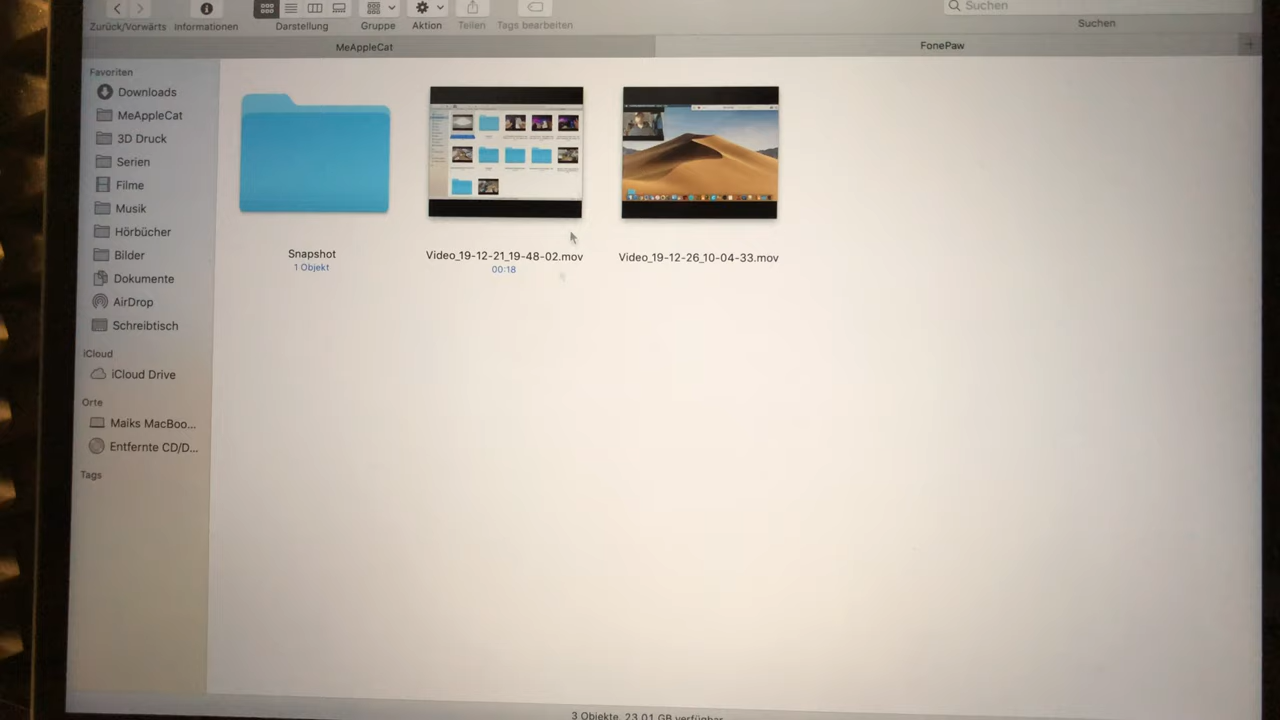 Suchen
Zurück/Vorwärts Informationen Darstellung Gruppe Aktion Teilen Tags bearbeiten Suchen
MeAppleCat FonePaw
Favoriten
Downloads
MeAppleCat
3D Druck
Serien
Filme
Musik
Hörbücher
Bilder
Dokumente
AirDrop
Schreibtisch
iCloud
iCloud Drive
Orte
Maiks MacBoo...
Entfernte CD/D...
Tags
Snapshot
1 Objekt
Video_19-12-21_19-48-02.mov
00:18
Video_19-12-26_10-04-33.mov
3 Objekte, 23,01 GB verfügbar